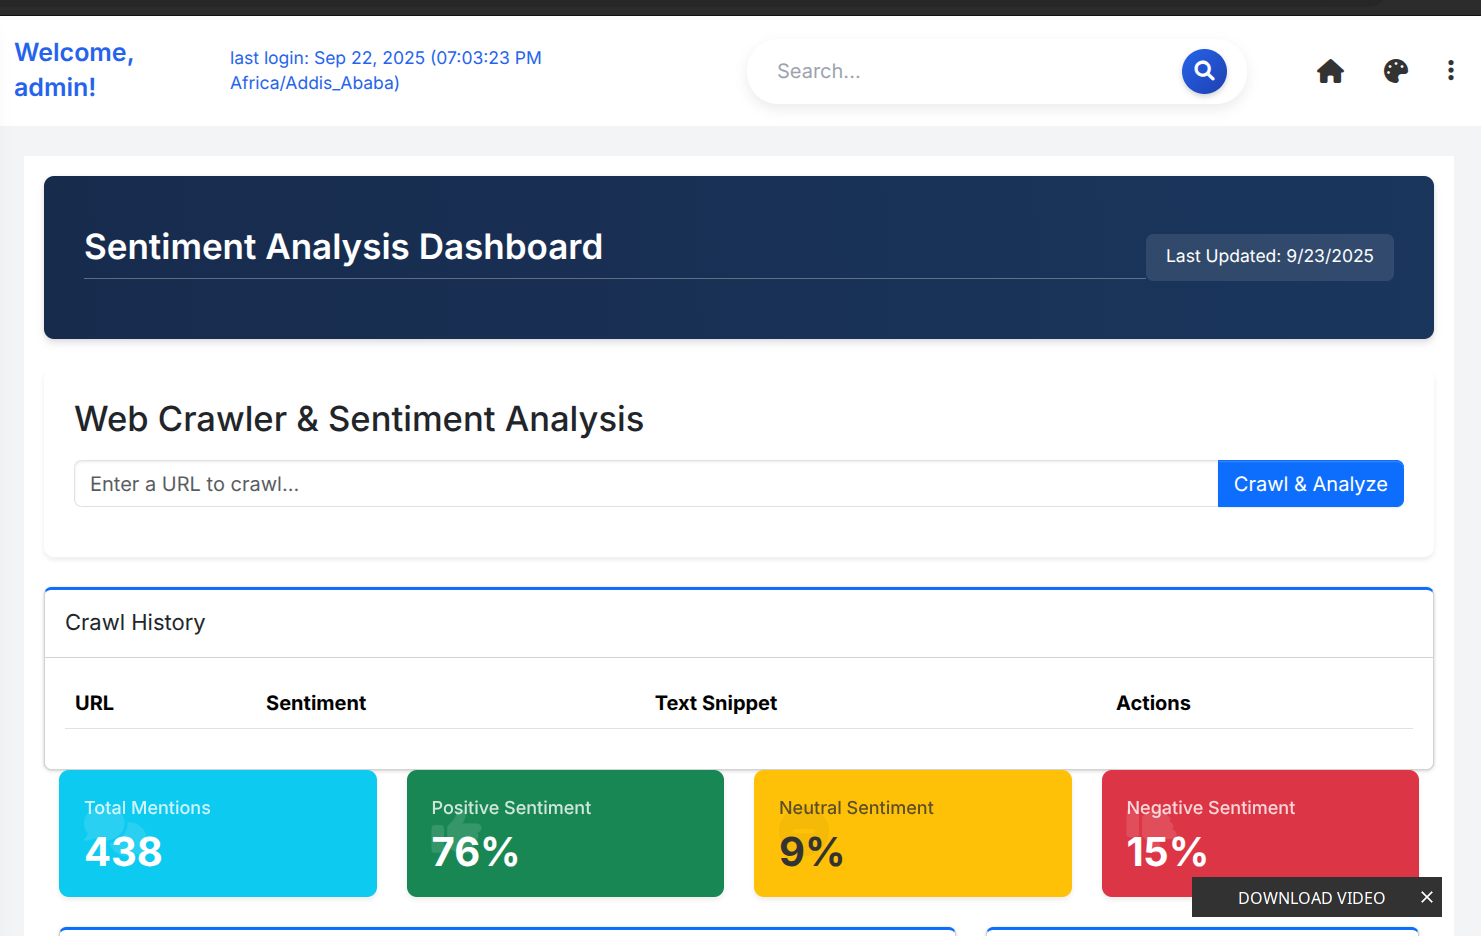 Welcome,
admin!
last login: Sep 22, 2025 (07:03:23 PM
Africa/Addis_Ababa)
Search...
Sentiment Analysis Dashboard
Last Updated: 9/23/2025
Web Crawler & Sentiment Analysis
Enter a URL to crawl...
Crawl & Analyze
Crawl History
URL Sentiment Text Snippet Actions
Total Mentions
438
Positive Sentiment
76%
Neutral Sentiment
9%
Negative Sentiment
15%
DOWNLOAD VIDEO